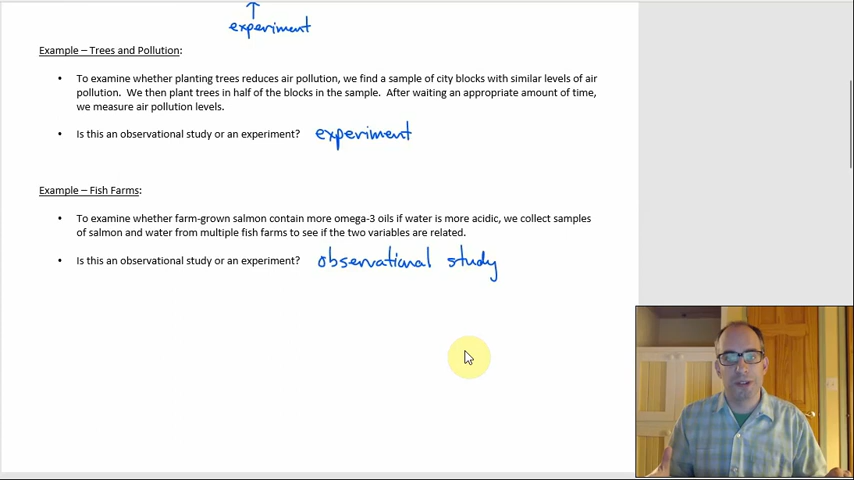 experiment
Example – Trees and Pollution:
• To examine whether planting trees reduces air pollution, we find a sample of city blocks with similar levels of air
pollution. We then plant trees in half of the blocks in the sample. After waiting an appropriate amount of time,
we measure air pollution levels.
• Is this an observational study or an experiment? experiment
Example – Fish Farms:
• To examine whether farm-grown salmon contain more omega-3 oils if water is more acidic, we collect samples
of salmon and water from multiple fish farms to see if the two variables are related.
• Is this an observational study or an experiment? observational study